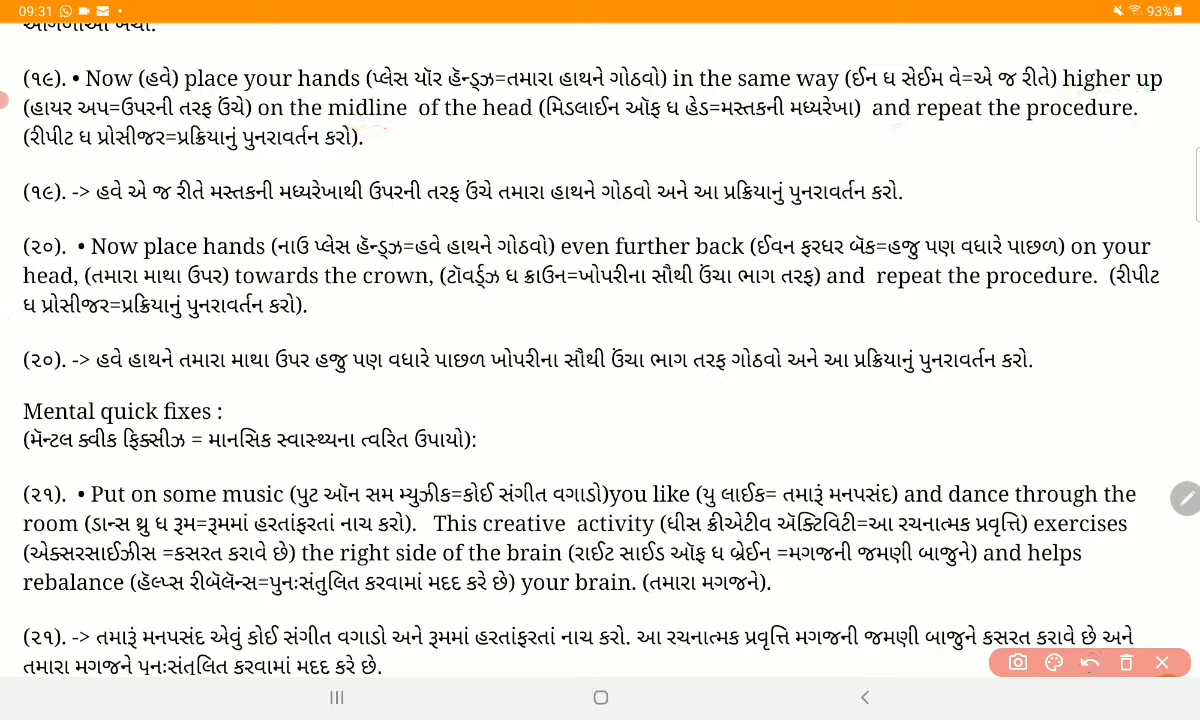 09:31 93%
આંગળીઓ બધી.
(૧૯). • Now (હવે) place your hands (પ્લેસ યૉર હૅન્ડ્ઝ=તમારા હાથને ગોઠવો) in the same way (ઈન ધ સેઈમ વે=એ જ રીતે) higher up
(હાયર અપ=ઉપરની તરફ ઉંચે) on the midline of the head (મિડલાઈન ઑફ ધ હેડ=મસ્તકની મધ્યરેખા) and repeat the procedure.
(રીપીટ ધ પ્રોસીજર=પ્રક્રિયાનું પુનરાવર્તન કરો).
(૧૯). -> હવે એ જ રીતે મસ્તકની મધ્યરેખાથી ઉપરની તરફ ઉંચે તમારા હાથને ગોઠવો અને આ પ્રક્રિયાનું પુનરાવર્તન કરો.
(૨૦). • Now place hands (નાઉ પ્લેસ હૅન્ડ્ઝ=હવે હાથને ગોઠવો) even further back (ઈવન ફરધર બૅક=હજુ પણ વધારે પાછળ) on your
head, (તમારા માથા ઉપર) towards the crown, (ટૉવર્ડ્ઝ ધ ક્રાઉન=ખોપરીના સૌથી ઉંચા ભાગ તરફ) and repeat the procedure. (રીપીટ
ધ પ્રોસીજર=પ્રક્રિયાનું પુનરાવર્તન કરો).
(૨૦). -> હવે હાથને તમારા માથા ઉપર હજુ પણ વધારે પાછળ ખોપરીના સૌથી ઉંચા ભાગ તરફ ગોઠવો અને આ પ્રક્રિયાનું પુનરાવર્તન કરો.
Mental quick fixes :
(મૅન્ટલ ક્વીક ફિક્સીઝ = માનસિક સ્વાસ્થ્યના ત્વરિત ઉપાયો):
(૨૧). • Put on some music (પુટ ઑન સમ મ્યુઝીક=કોઈ સંગીત વગાડો)you like (યુ લાઈક= તમારૂં મનપસંદ) and dance through the
room (ડાન્સ થ્રુ ધ રૂમ=રૂમમાં હરતાંફરતાં નાચ કરો). This creative activity (ધીસ ક્રીએટીવ ઍક્ટિવિટી=આ રચનાત્મક પ્રવૃત્તિ) exercises
(એક્સરસાઈઝીસ =કસરત કરાવે છે) the right side of the brain (રાઈટ સાઈડ ઑફ ધ બ્રેઈન =મગજની જમણી બાજુને) and helps
rebalance (હૅલ્પ્સ રીબૅલૅન્સ=પુનઃસંતુલિત કરવામાં મદદ કરે છે) your brain. (તમારા મગજને).
(૨૧). -> તમારૂં મનપસંદ એવું કોઈ સંગીત વગાડો અને રૂમમાં હરતાંફરતાં નાચ કરો. આ રચનાત્મક પ્રવૃત્તિ મગજની જમણી બાજુને કસરત કરાવે છે અને
તમારા મગજને પુનઃસંતુલિત કરવામાં મદદ કરે છે.